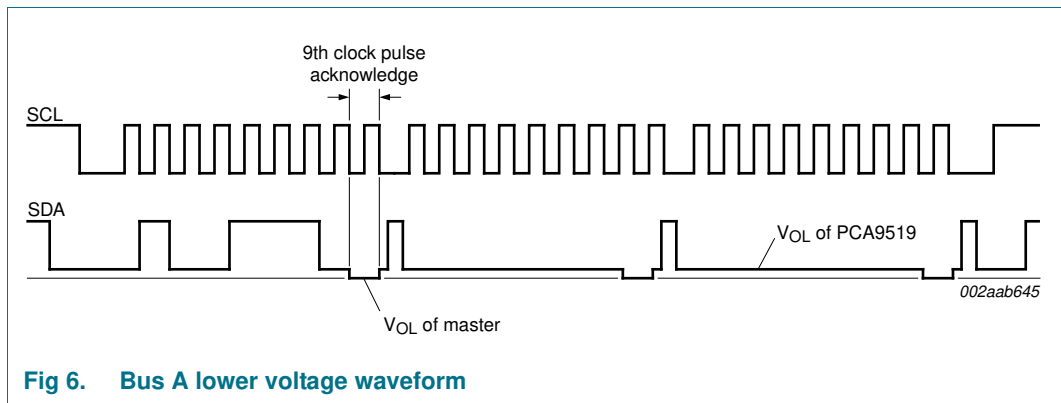 9th clock pulse
acknowledge
SCL
SDA
VOL of PCA9519
002aab645
VOL of master
Fig 6. Bus A lower voltage waveform